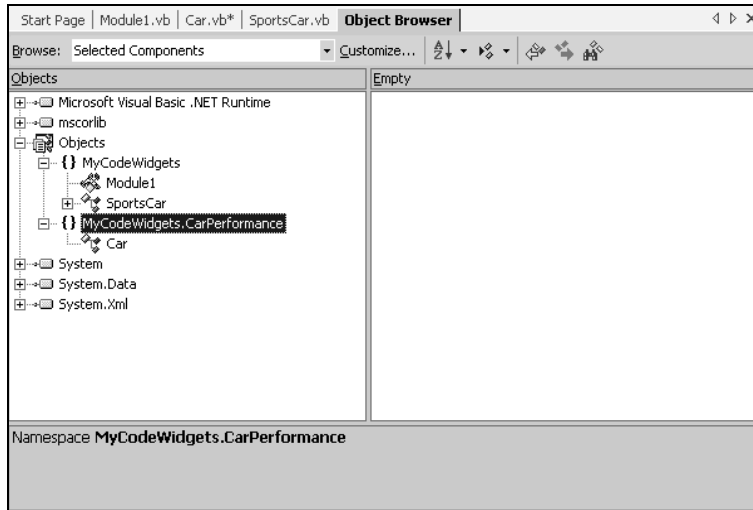 Start Page | Module1.vb | Car.vb* | SportsCar.vb | Object Browser
Browse: Selected Components Customize...
Objects Empty
Microsoft Visual Basic .NET Runtime
mscorlib
Objects
{} MyCodeWidgets
Module1
SportsCar
{} MyCodeWidgets.CarPerformance
Car
System
System.Data
System.Xml
Namespace MyCodeWidgets.CarPerformance